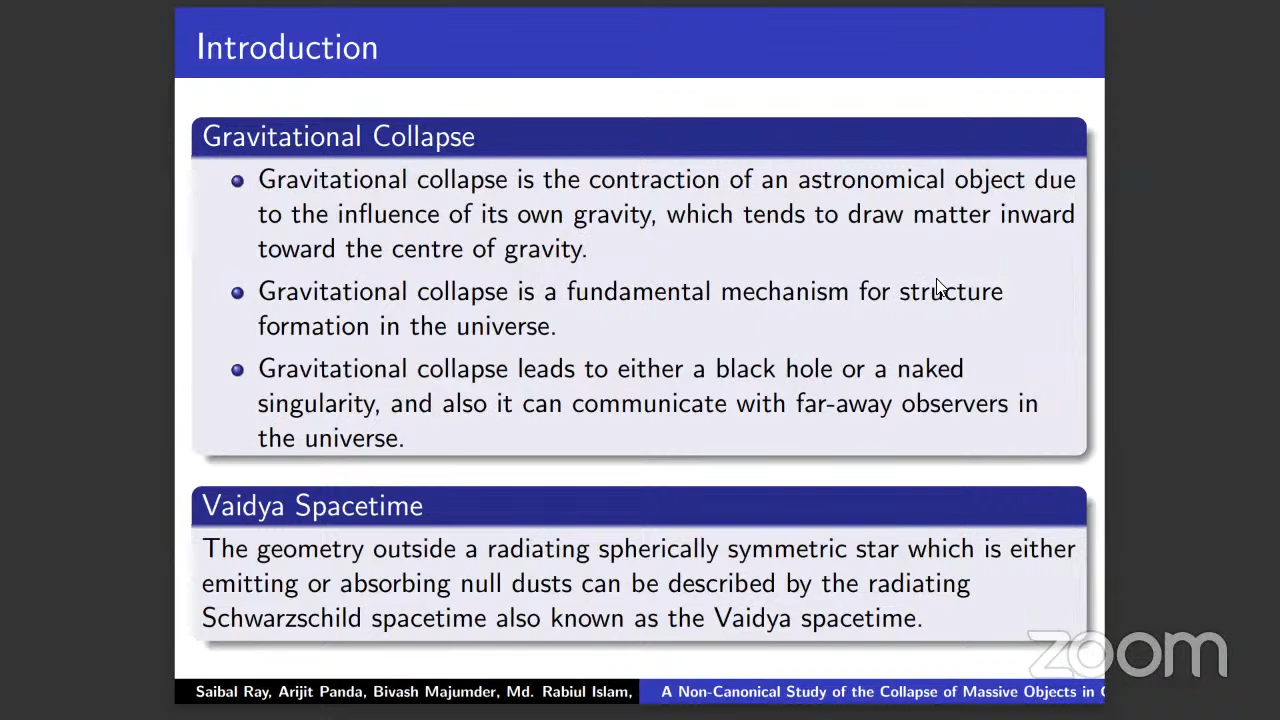 Introduction
Gravitational Collapse
Gravitational collapse is the contraction of an astronomical object due
to the influence of its own gravity, which tends to draw matter inward
toward the centre of gravity.
Gravitational collapse is a fundamental mechanism for structure
formation in the universe.
Gravitational collapse leads to either a black hole or a naked
singularity, and also it can communicate with far-away observers in
the universe.
Vaidya Spacetime
The geometry outside a radiating spherically symmetric star which is either
emitting or absorbing null dusts can be described by the radiating
Schwarzschild spacetime also known as the Vaidya spacetime.
zoom
Saibal Ray, Arijit Panda, Bivash Majumder, Md. Rabiul Islam,
A Non-Canonical Study of the Collapse of Massive Objects in